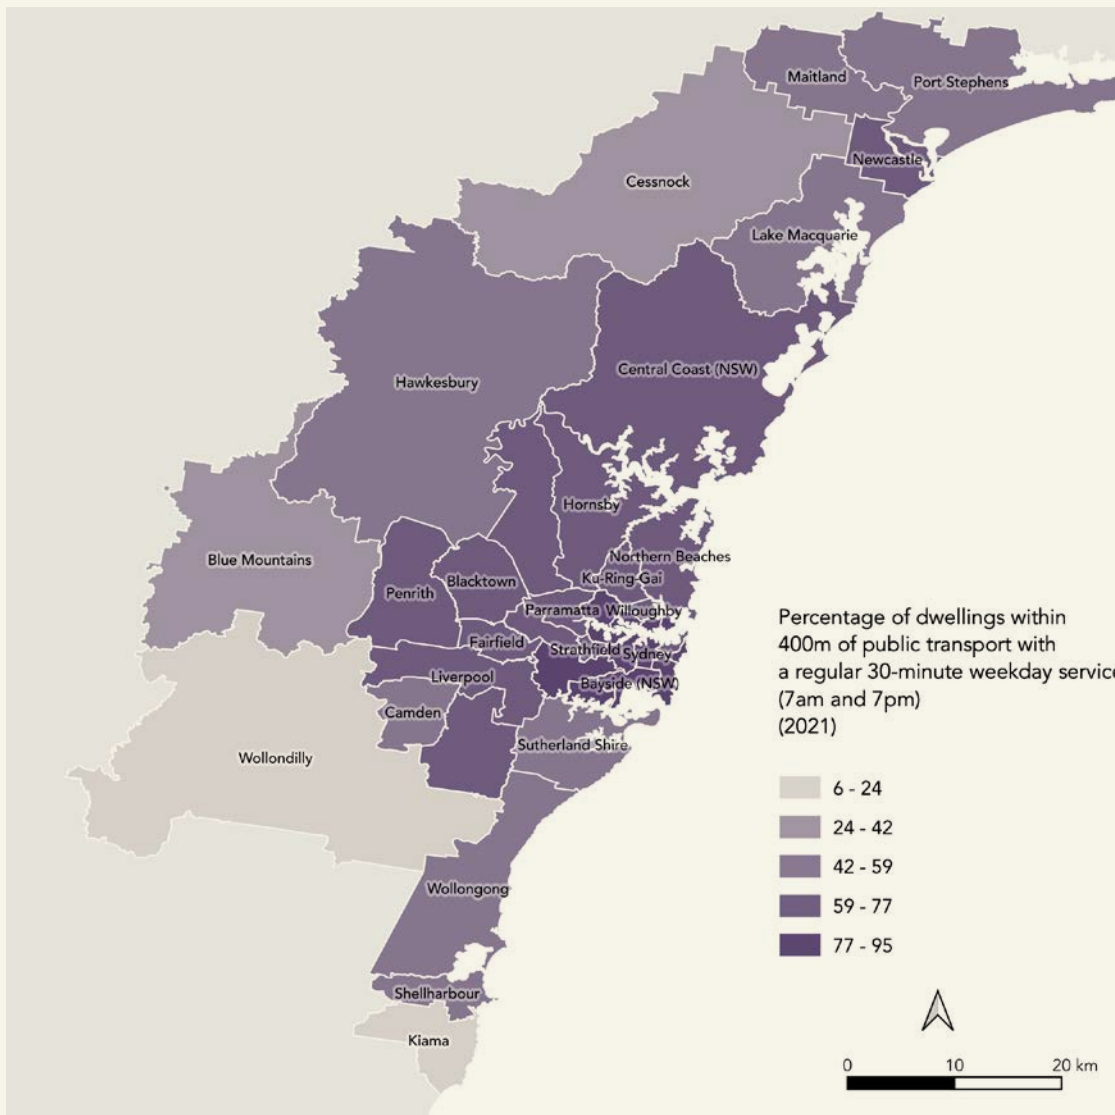 Maitland
Port Stephens
Newcastle
Cessnock
Lake Macquarie
Central Coast (NSW)
Hawkesbury
Hornsby
Northern Beaches
Blue Mountains
Ku-Ring-Gai
Blacktown
Penrith
Parramatta
Willoughby
Fairfield
Strathfield
Sydney
Liverpool
Bayside (NSW)
Camden
Sutherland Shire
Wollondilly
Wollongong
Shellharbour
Kiama
Percentage of dwellings within
400m of public transport with
a regular 30-minute weekday service
(7am and 7pm)
(2021)
6 - 24
24 - 42
42 - 59
59 - 77
77 - 95
0 10 20 km